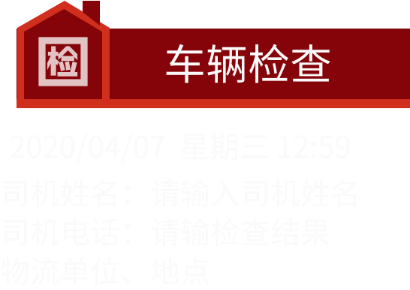 检 车辆检查
2020/04/07 星期三 12:59
司机姓名：请输入司机姓名
司机电话：请输检查结果
物流单位、地点